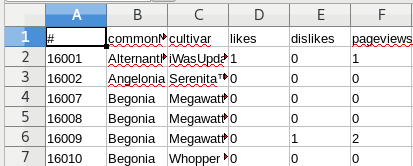 A B C D E F
1 # common cultivar likes dislikes pageviews
2 16001 Alternant iWasUpda 1 0 1
3 16002 Angelonia Serenita™ 0 0 0
4 16007 Begonia Megawatt 0 0 0
5 16008 Begonia Megawatt 0 0 0
6 16009 Begonia Megawatt 0 1 2
7 16010 Begonia Whopper 0 0 0